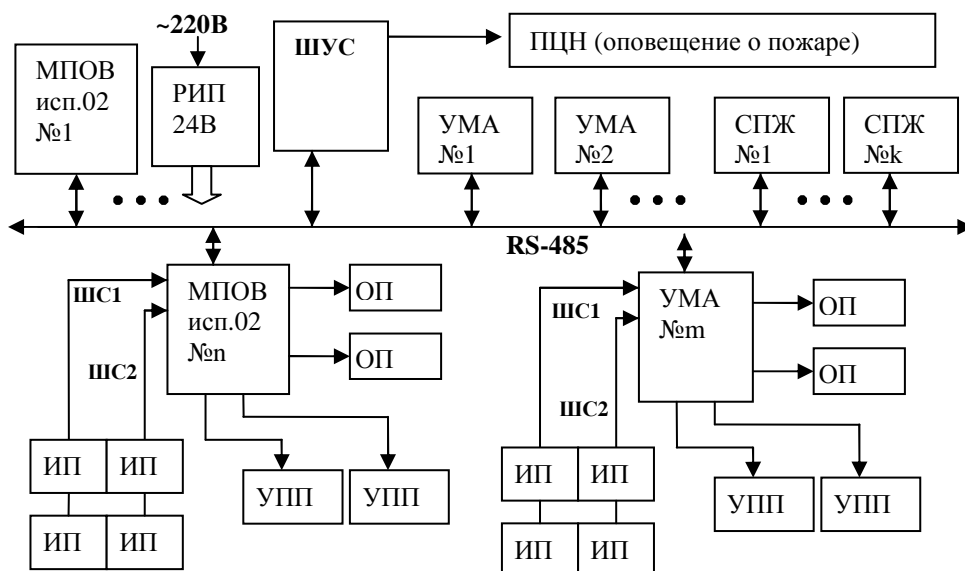 ~220В
ШУС
ПЦН (оповещение о пожаре)
МПОВ
исп.02
№1
РИП
24В
УМА
№1
УМА
№2
СПЖ
№1
СПЖ
№k
RS-485
ШС1
МПОВ
исп.02
№n
ОП
ОП
ШС2
ИП
ИП
ИП
ИП
УПП
УПП
ШС1
УМА
№m
ОП
ОП
ШС2
ИП
ИП
ИП
ИП
УПП
УПП